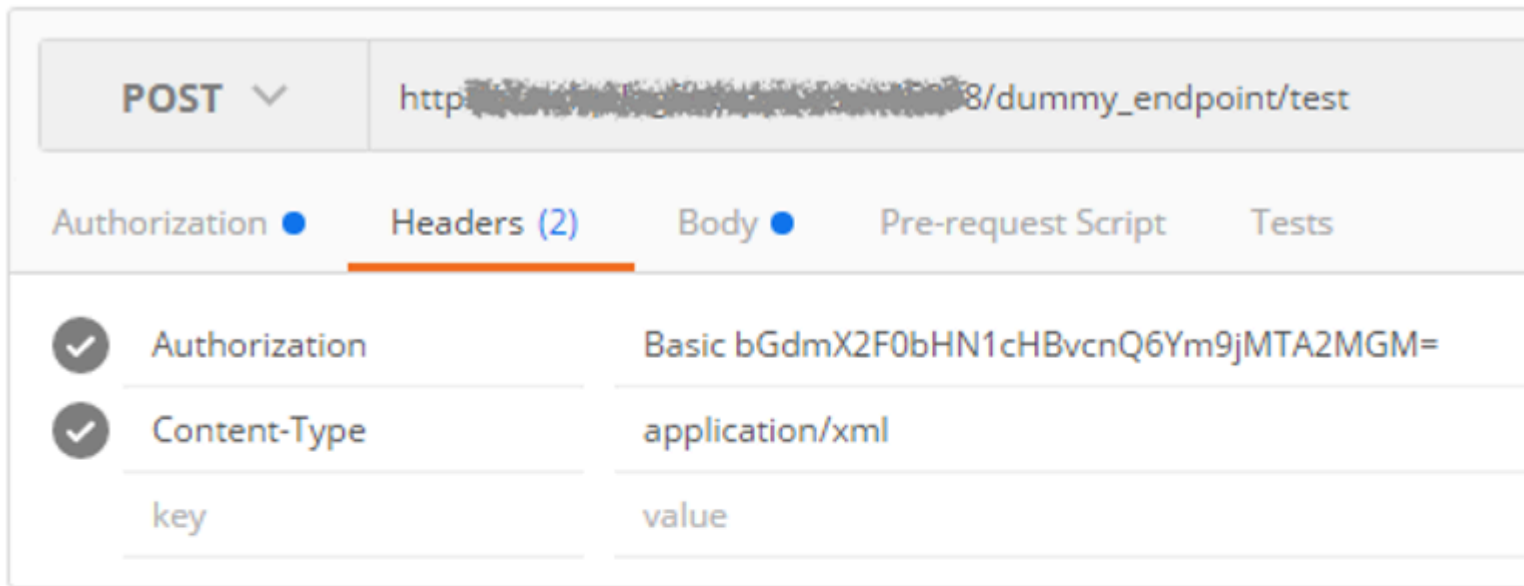 POST http 8/dummy_endpoint/test
Authorization Headers (2) Body Pre-request Script Tests
Authorization Basic bGdmX2F0bHN1cHBvcnQ6Ym9jMTA2MGM=
Content-Type application/xml
key value